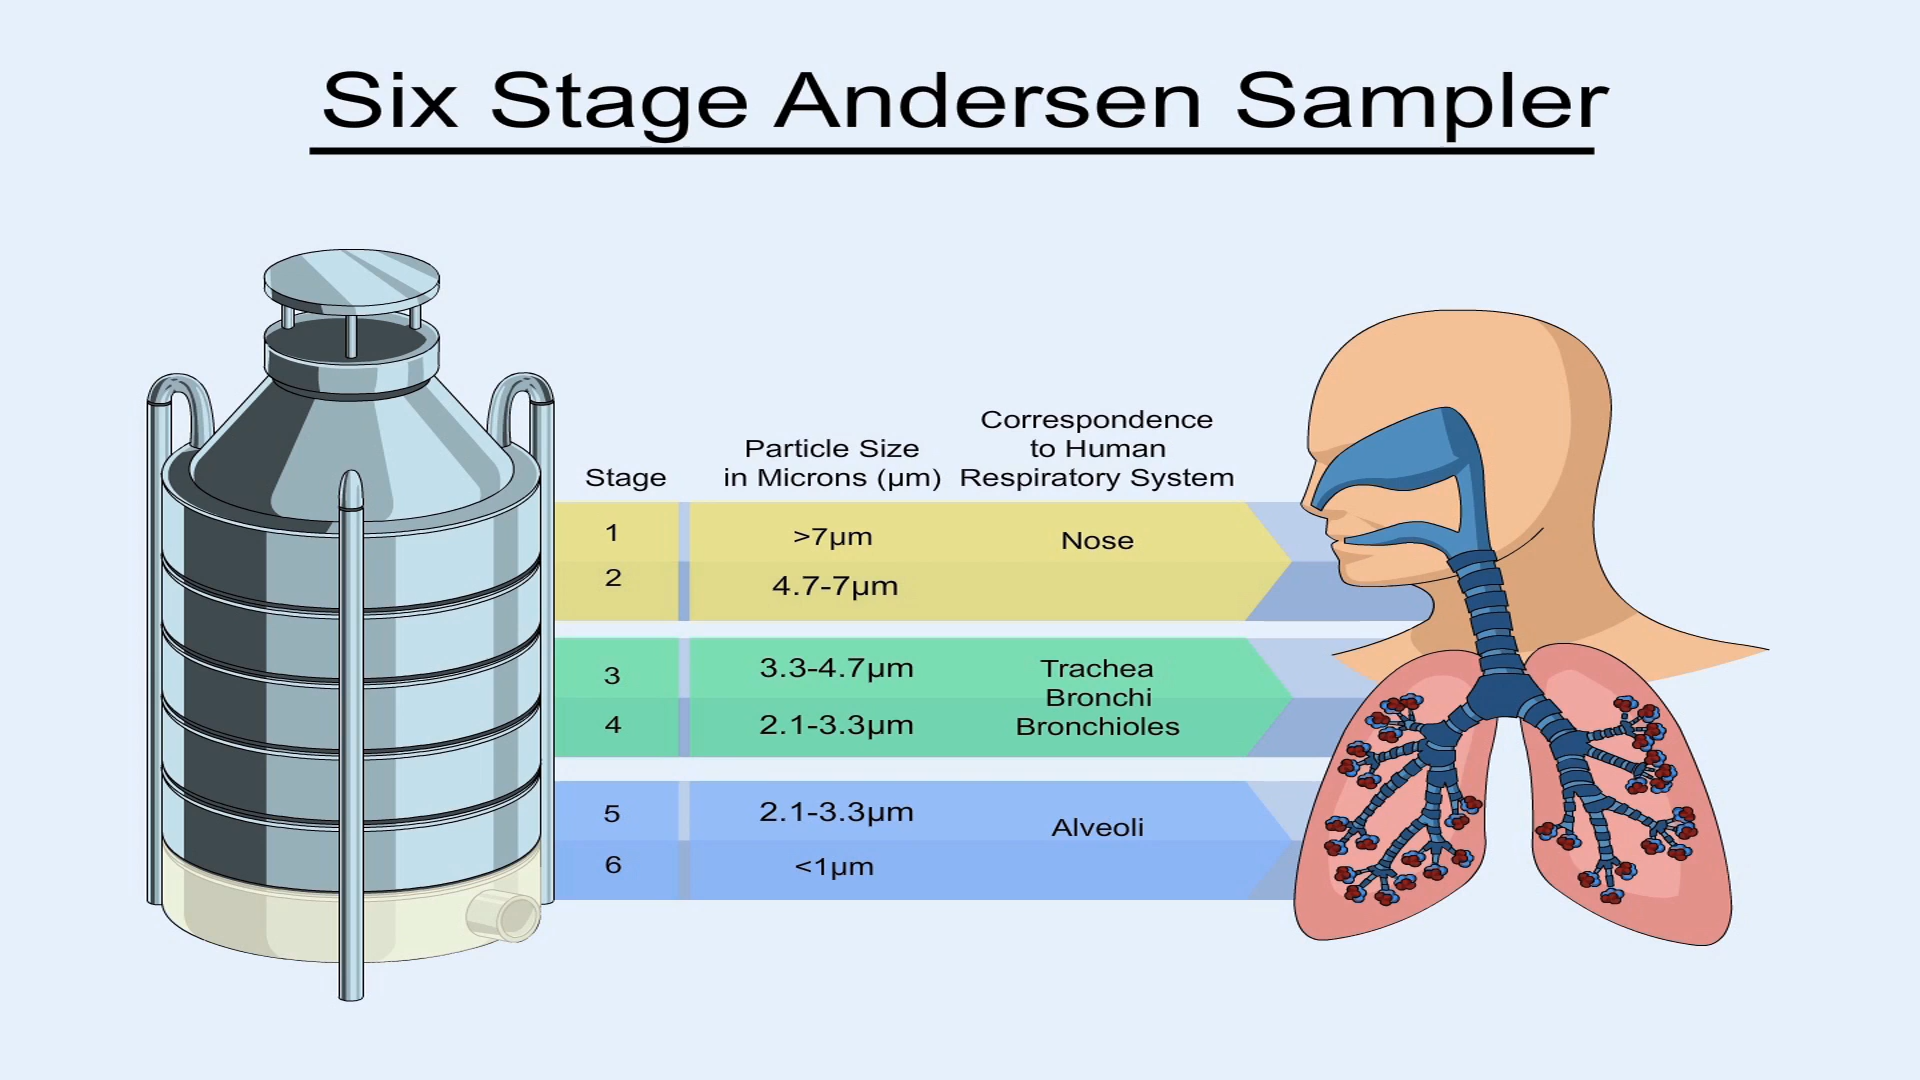 Six Stage Andersen Sampler
Stage
Particle Size
in Microns (µm)
Correspondence
to Human
Respiratory System
1
>7µm
Nose
2
4.7-7µm
3
3.3-4.7µm
Trachea
Bronchi
4
2.1-3.3µm
Bronchioles
5
2.1-3.3µm
Alveoli
6
<1µm